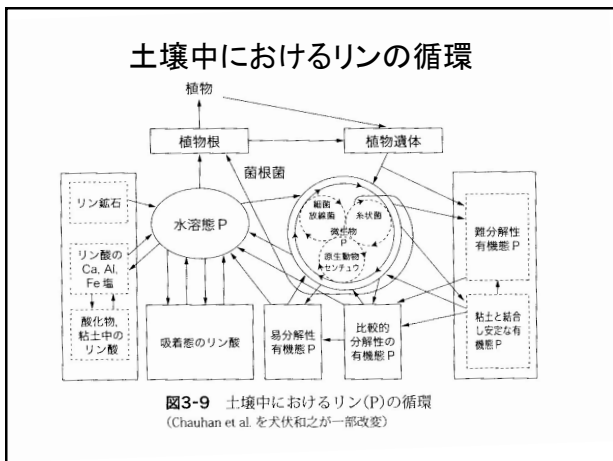 土壌中におけるリンの循環
植物
植物根
植物遺体
菌根菌
リン鉱石
水溶態P
細菌
放線菌
糸状菌
微生物
P
原生動物
センチュウ
難分解性
有機態P
リン酸の
Ca, Al,
Fe 塩
酸化物,
粘土中の
リン酸
吸着態のリン酸
易分解性
有機態P
比較的
分解性の
有機態P
粘土と結合
し安定な有
機態P
図3-9 土壌中におけるリン(P)の循環
(Chauhan et al. を犬伏和之が一部改変)